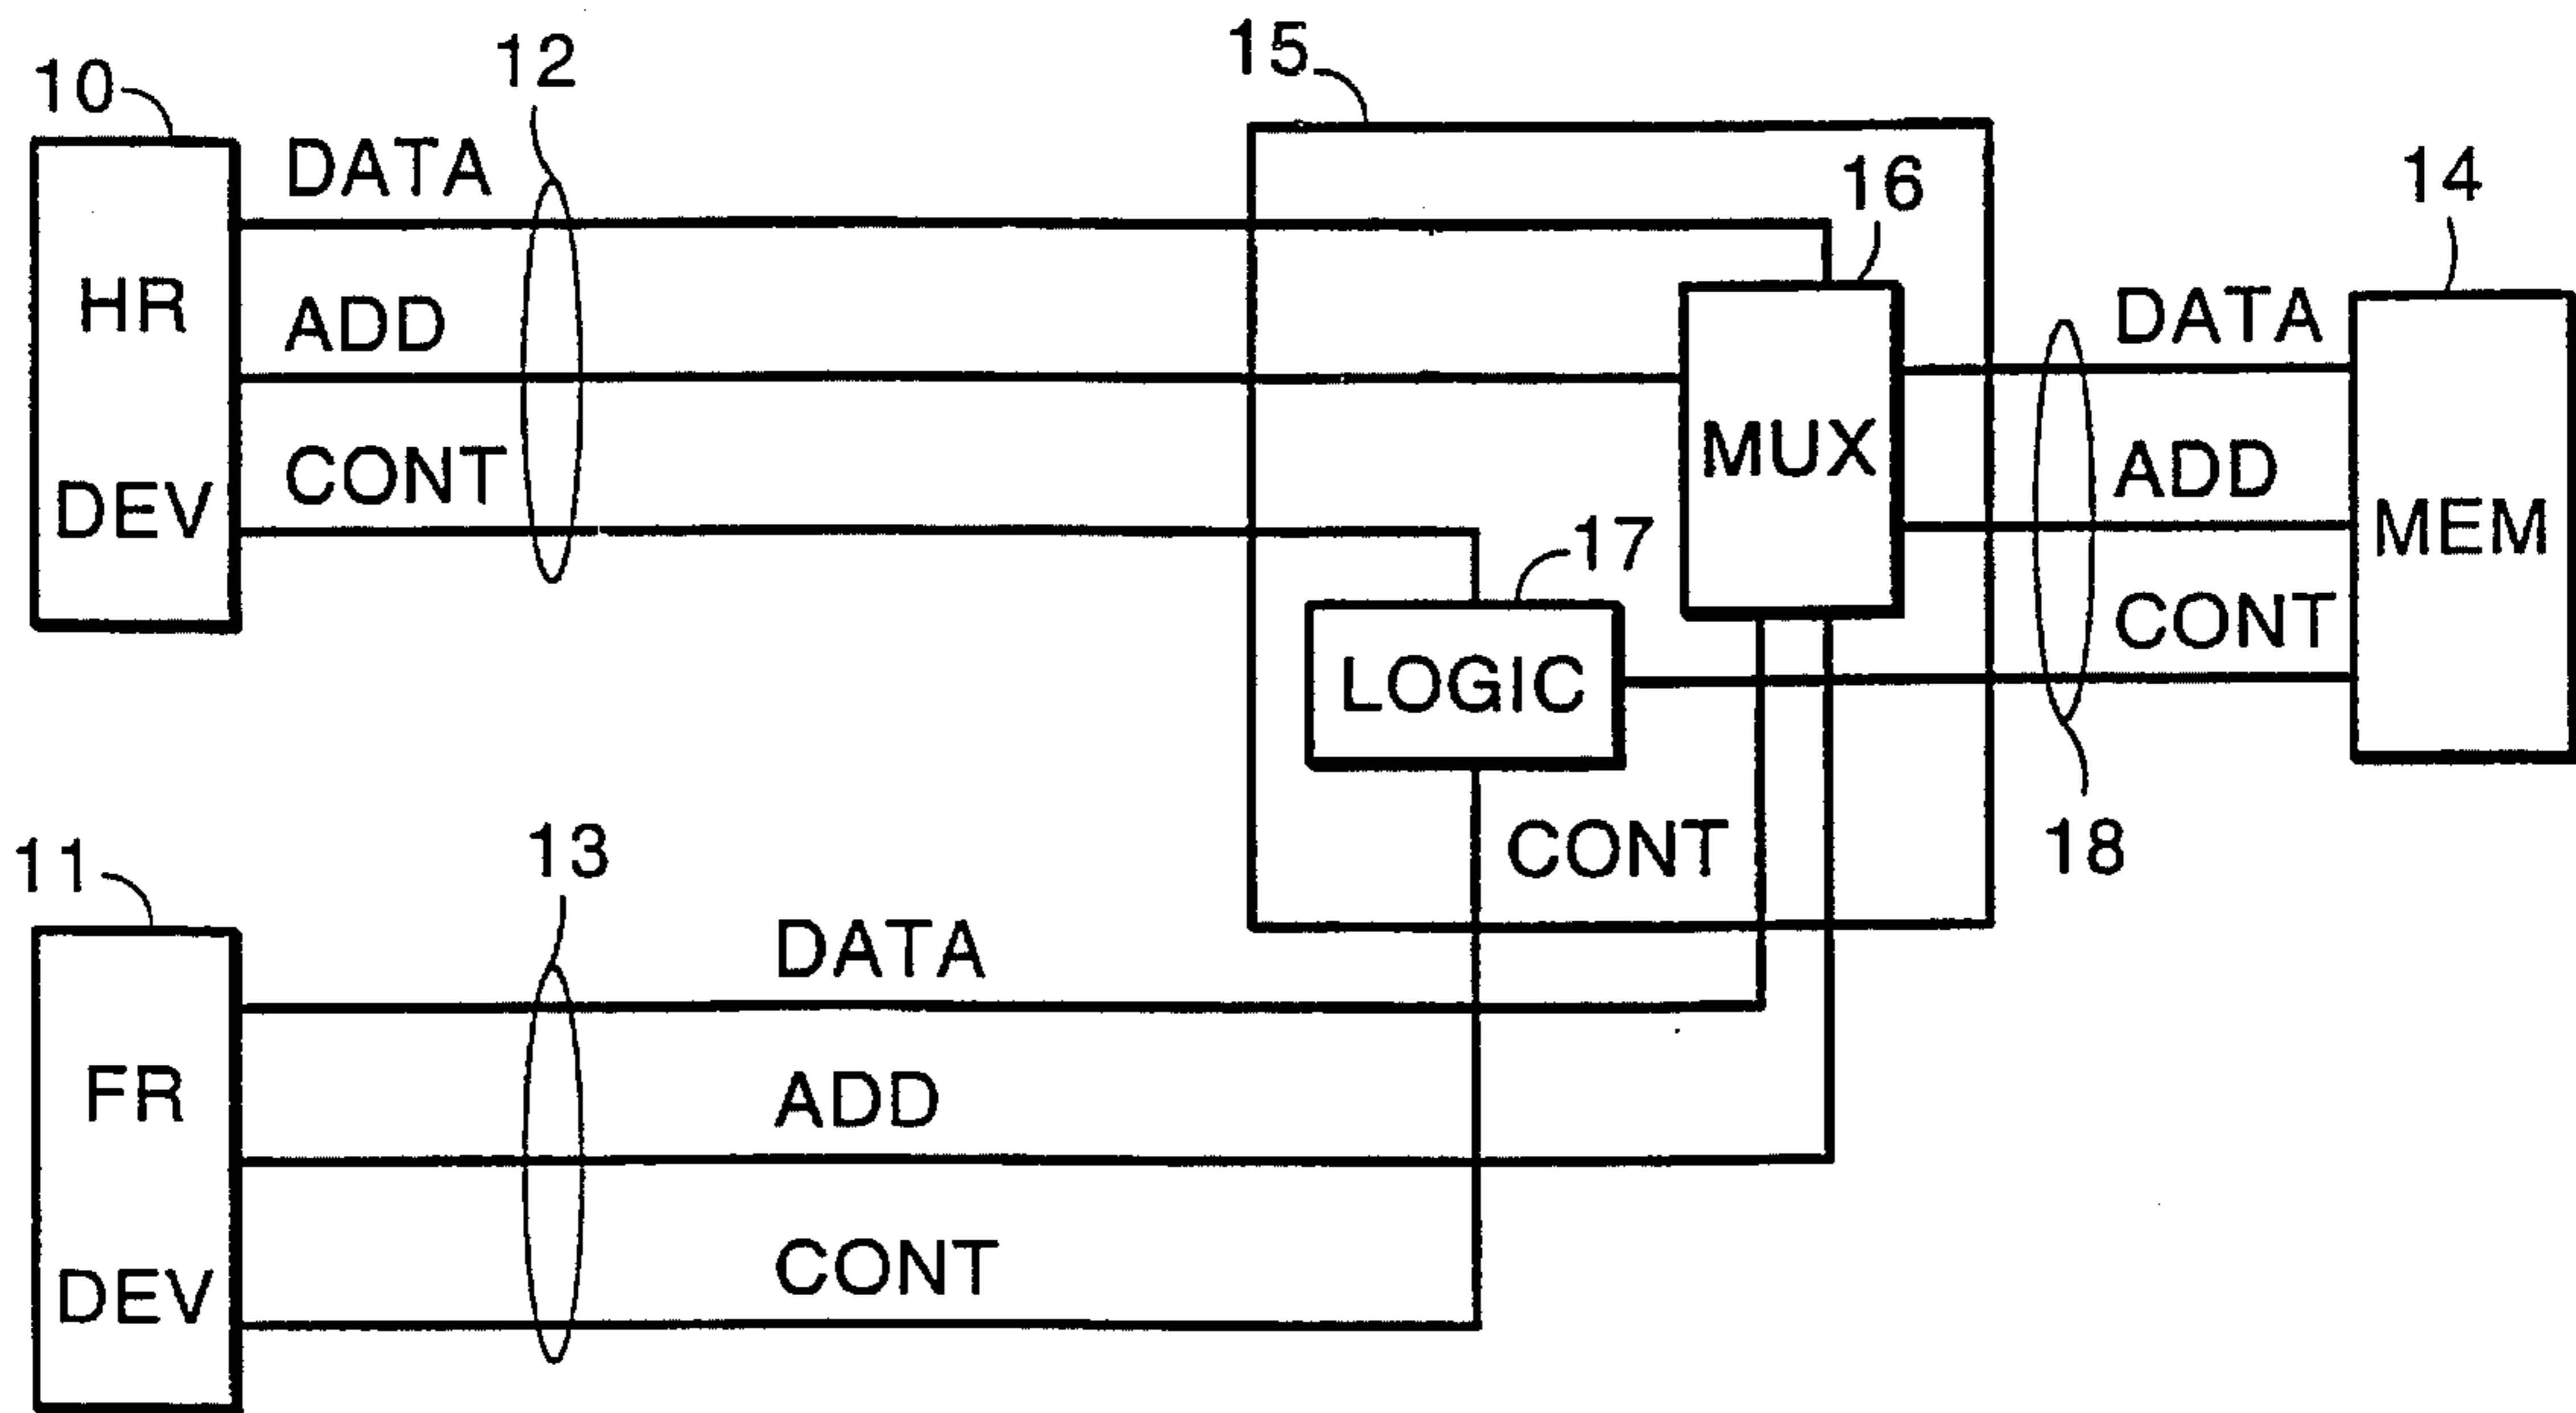 10
12
15
DATA
16
14
HR
ADD
DATA
MUX
CONT
ADD
DEV
MEM
17
CONT
LOGIC
11
13
CONT
18
DATA
FR
ADD
DEV
CONT